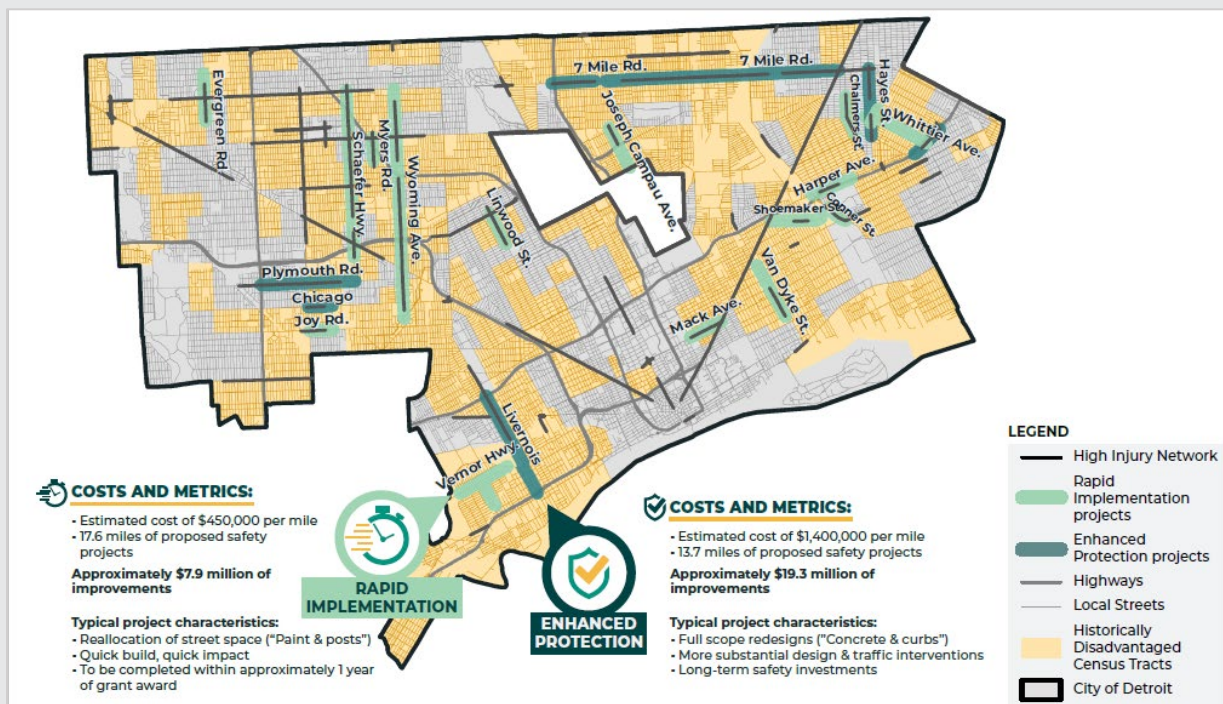 7 Mile Rd.
7 Mile Rd.
Evergreen Rd.
Schaefer Hwy.
Myers Rd.
Wyoming Ave.
Linwood St.
Joseph Campau Ave.
Chalmers St.
Hayes St.
Whittier Ave.
Harper Ave.
Shoemaker St.
Conner St.
Van Dyke St.
Mack Ave.
Plymouth Rd.
Chicago
Joy Rd.
Livernois
Vernor Hwy.
COSTS AND METRICS:
- Estimated cost of $450,000 per mile
- 17.6 miles of proposed safety
projects
Approximately $7.9 million of
improvements
Typical project characteristics:
- Reallocation of street space ("Paint & posts")
- Quick build, quick impact
- To be completed within approximately 1 year
of grant award
RAPID
IMPLEMENTATION
ENHANCED
PROTECTION
COSTS AND METRICS:
- Estimated cost of $1,400,000 per mile
- 13.7 miles of proposed safety projects
Approximately $19.3 million of
improvements
Typical project characteristics:
- Full scope redesigns ("Concrete & curbs")
- More substantial design & traffic interventions
- Long-term safety investments
LEGEND
High Injury Network
Rapid
Implementation
projects
Enhanced
Protection projects
Highways
Local Streets
Historically
Disadvantaged
Census Tracts
City of Detroit